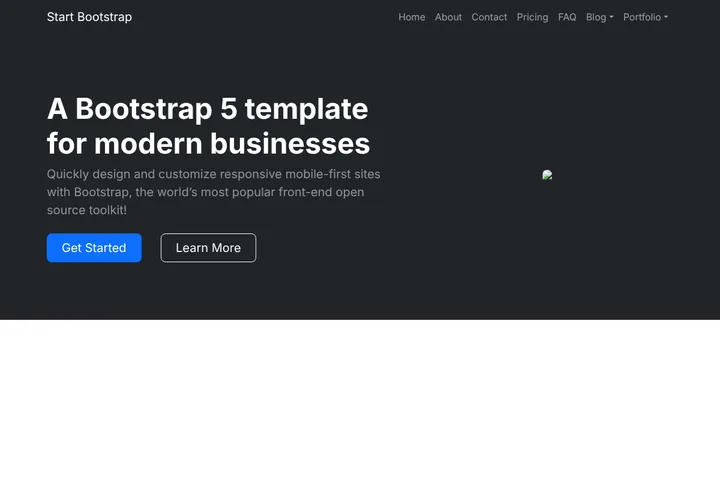 Start Bootstrap
Home About Contact Pricing FAQ Blog Portfolio
A Bootstrap 5 template
for modern businesses
Quickly design and customize responsive mobile-first sites
with Bootstrap, the world’s most popular front-end open
source toolkit!
Get Started
Learn More